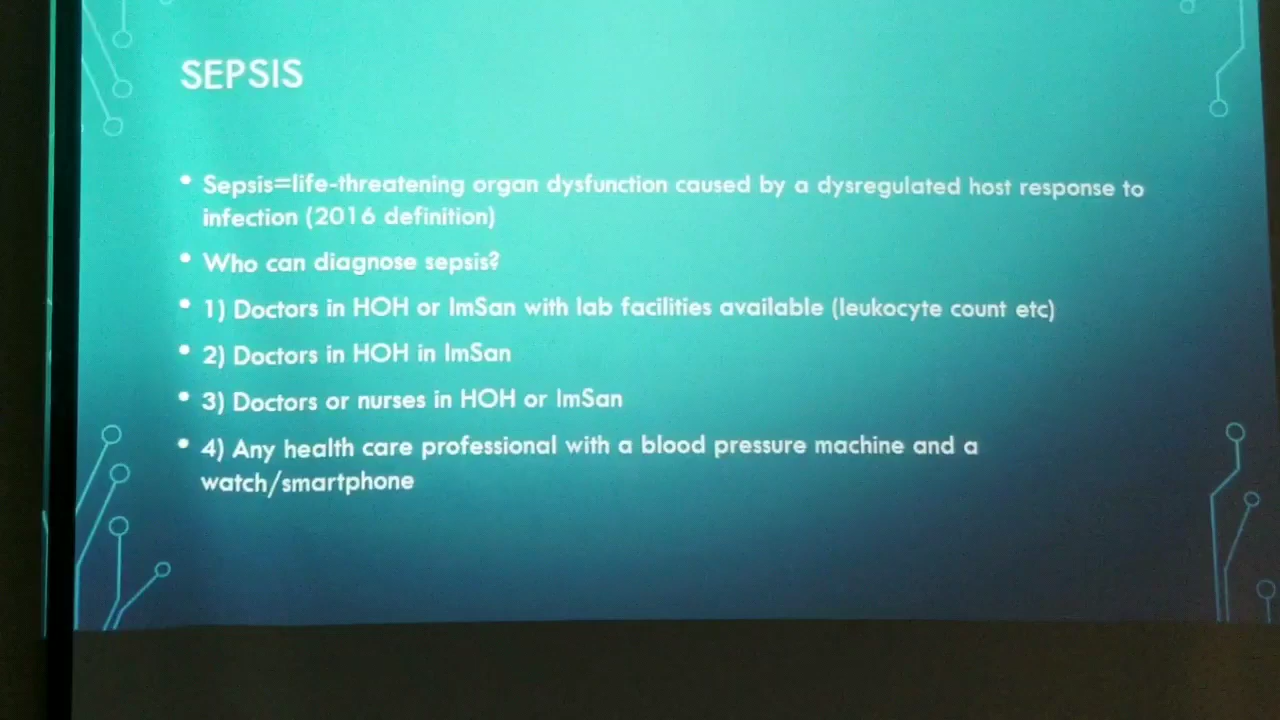 SEPSIS
• Sepsis=life-threatening organ dysfunction caused by a dysregulated host response to
infection (2016 definition)
• Who can diagnose sepsis?
• 1) Doctors in HOH or ImSan with lab facilities available (leukocyte count etc)
• 2) Doctors in HOH in ImSan
• 3) Doctors or nurses in HOH or ImSan
• 4) Any health care professional with a blood pressure machine and a
watch/smartphone